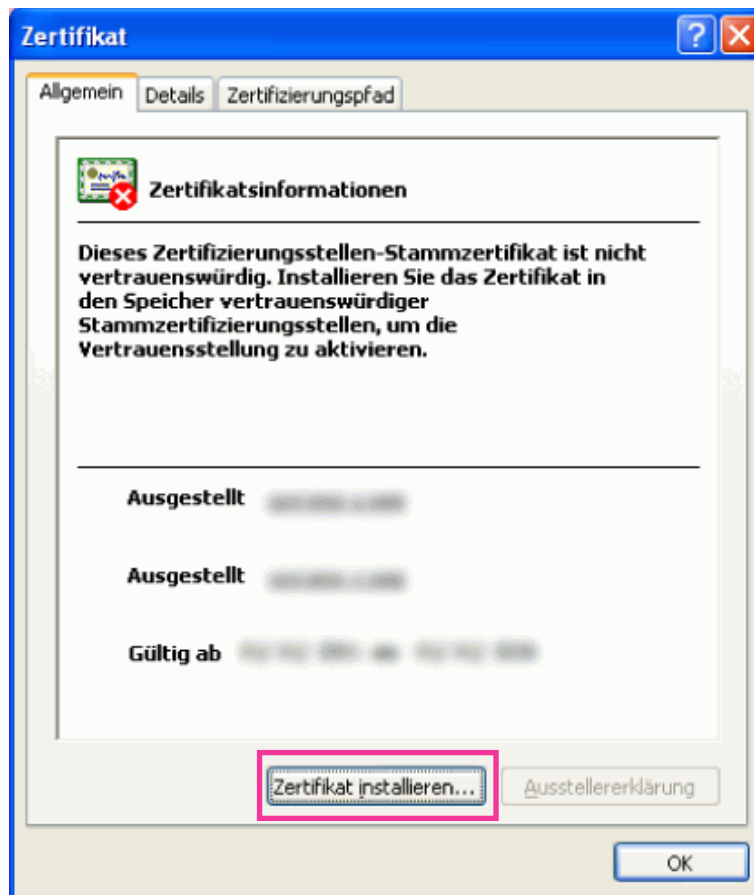 Zertifikat
Allgemein Details Zertifizierungspfad
Zertifikatsinformationen
Dieses Zertifizierungsstellen-Stammzertifikat ist nicht
vertrauenswürdig. Installieren Sie das Zertifikat in
den Speicher vertrauenswürdiger
Stammzertifizierungsstellen, um die
Vertrauensstellung zu aktivieren.
Ausgestellt
Ausgestellt
Gültig ab
Zertifikat installieren... Ausstellererklärung
OK